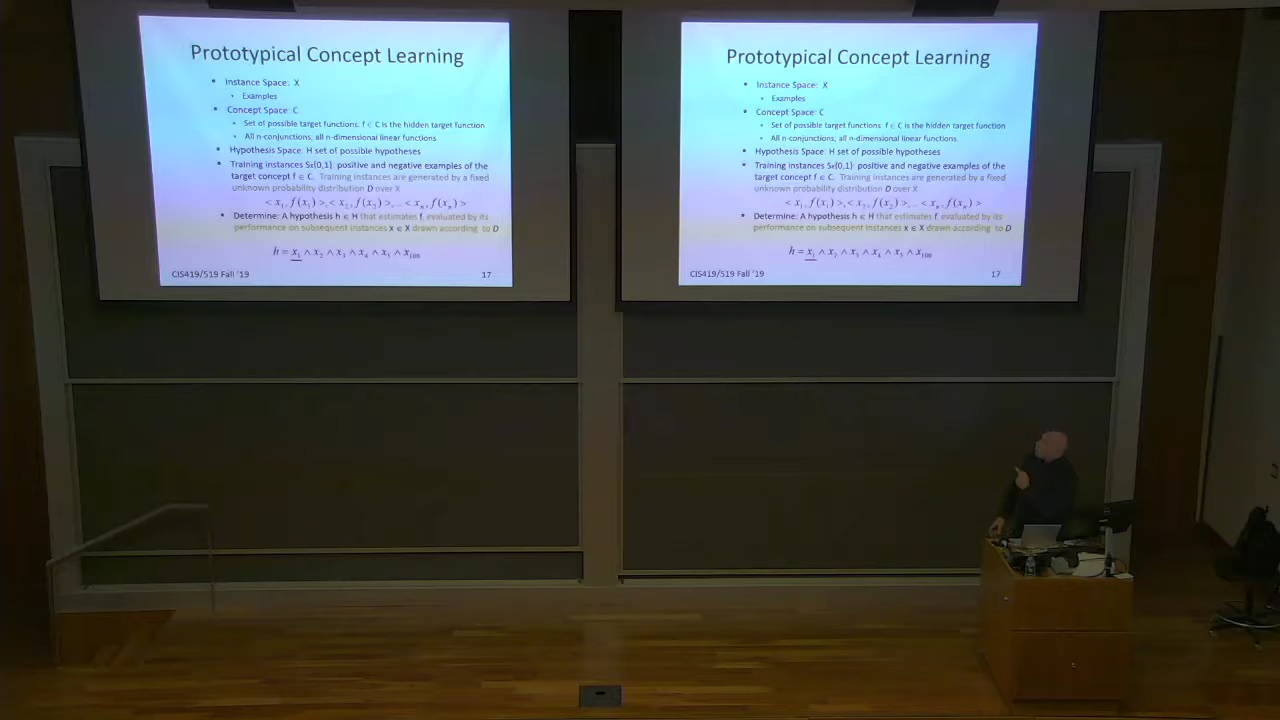 Prototypical Concept Learning
• Instance Space: X
• Examples
• Concept Space: C
• Set of possible target functions: f ∈ C is the hidden target function
• All n-conjunctions; all n-dimensional linear functions.
• Hypothesis Space: H set of possible hypotheses
• Training instances Sx{0,1}: positive and negative examples of the
target concept f ∈ C. Training instances are generated by a fixed
unknown probability distribution D over X
< x₁, f(x₁) >, < x₂, f(x₂) >, ... < xₙ, f(xₙ) >
• Determine: A hypothesis h ∈ H that estimates f, evaluated by its
performance on subsequent instances x ∈ X drawn according to D
h = x₁ ∧ x₂ ∧ x₃ ∧ x₄ ∧ x₅ ∧ x₁₀₀
CIS419/519 Fall '19 17
Prototypical Concept Learning
• Instance Space: X
• Examples
• Concept Space: C
• Set of possible target functions: f ∈ C is the hidden target function
• All n-conjunctions; all n-dimensional linear functions.
• Hypothesis Space: H set of possible hypotheses
• Training instances Sx{0,1}: positive and negative examples of the
target concept f ∈ C. Training instances are generated by a fixed
unknown probability distribution D over X
< x₁, f(x₁) >, < x₂, f(x₂) >, ... < xₙ, f(xₙ) >
• Determine: A hypothesis h ∈ H that estimates f, evaluated by its
performance on subsequent instances x ∈ X drawn according to D
h = x₁ ∧ x₂ ∧ x₃ ∧ x₄ ∧ x₅ ∧ x₁₀₀
CIS419/519 Fall '19 17